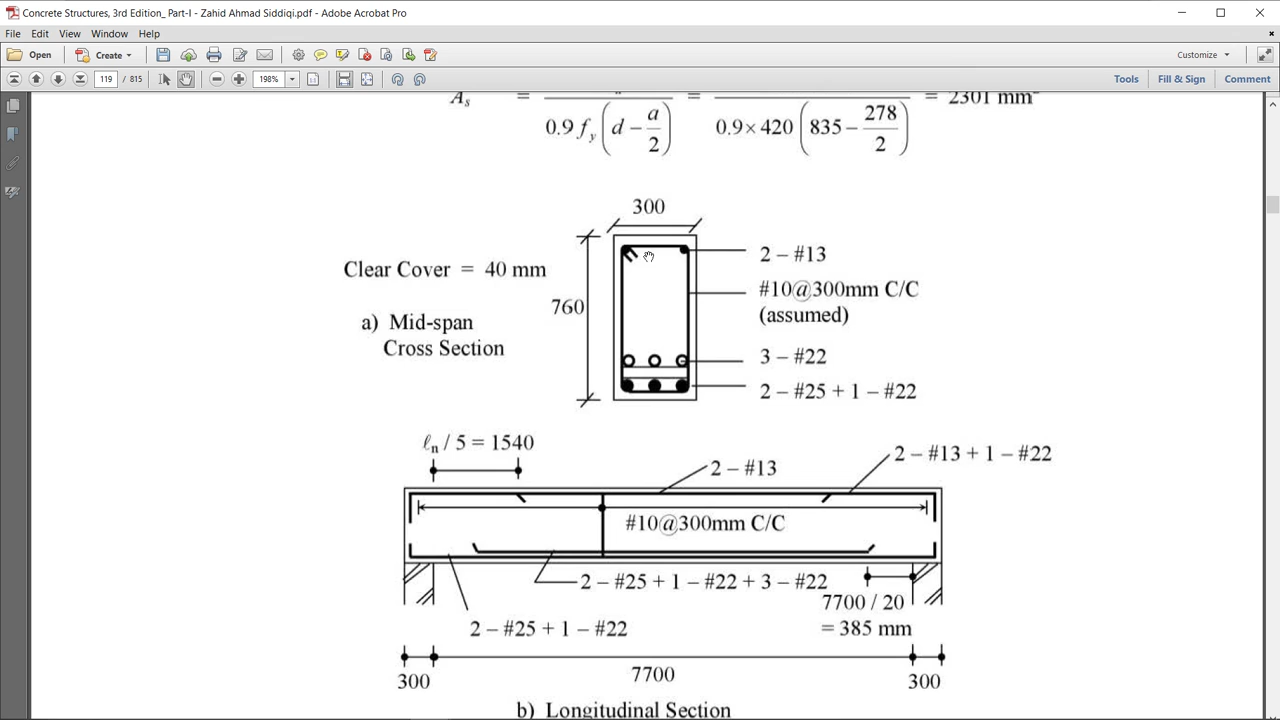 Concrete Structures, 3rd Edition_ Part-I - Zahid Ahmad Siddiqi.pdf - Adobe Acrobat Pro
File Edit View Window Help
Open Create Customize
119 / 815 198% Tools Fill & Sign Comment
A_s = = = 2301 mm
0.9 f_y (d − a/2) 0.9 × 420 (835 − 278/2)
300
2 – #13
Clear Cover = 40 mm
#10@300mm C/C
760
(assumed)
a) Mid-span
Cross Section
3 – #22
2 – #25 + 1 – #22
ℓn / 5 = 1540
2 – #13 + 1 – #22
2 – #13
#10@300mm C/C
2 – #25 + 1 – #22 + 3 – #22
7700 / 20
= 385 mm
2 – #25 + 1 – #22
300 7700 300
b) Longitudinal Section